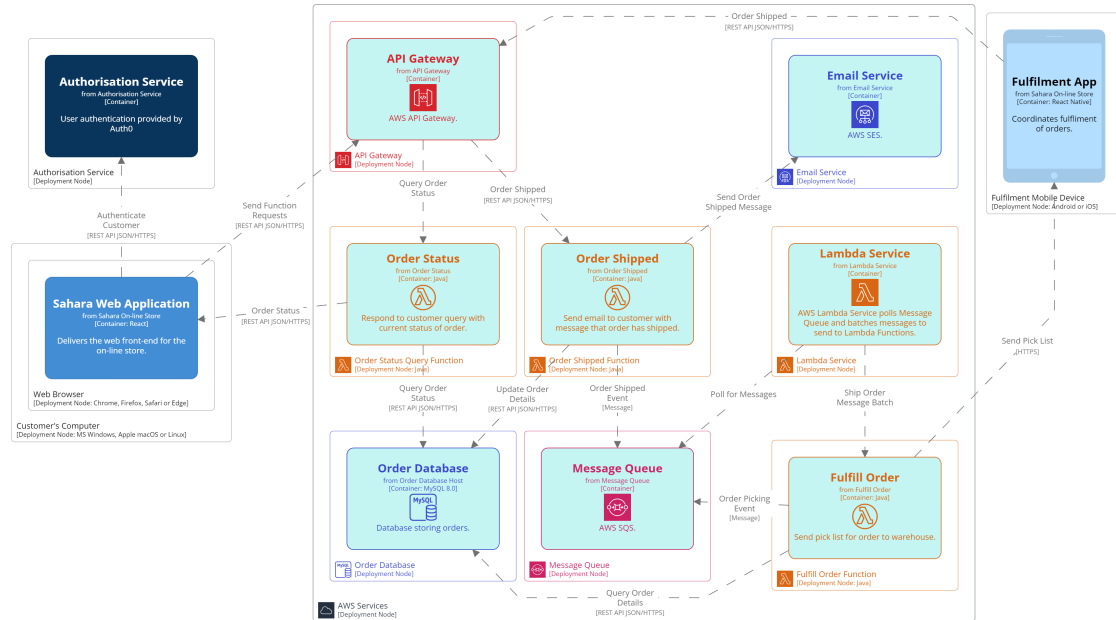 Order Shipped
[REST API JSON/HTTPS]
Authorisation Service
from Authorisation Service
[Container]
User authentication provided by
Auth0
Authorisation Service
[Deployment Node]
API Gateway
from API Gateway
[Container]
AWS API Gateway.
API Gateway
[Deployment Node]
Email Service
from Email Service
[Container]
AWS SES.
Email Service
[Deployment Node]
Fulfilment App
from Sahara On-line Store
[Container: React Native]
Coordinates fulfilment
of orders.
Fulfilment Mobile Device
[Deployment Node: Android or iOS]
Authenticate
Customer
[REST API JSON/HTTPS]
Send Function
Requests
[REST API JSON/HTTPS]
Query Order
Status
Order Shipped
[REST API JSON/HTTPS]
Send Order
Shipped Message
Sahara Web Application
from Sahara On-line Store
[Container: React]
Delivers the web front-end for the
on-line store.
Web Browser
[Deployment Node: Chrome, Firefox, Safari or Edge]
Customer's Computer
[Deployment Node: MS Windows, Apple macOS or Linux]
Order Status
[REST API JSON/HTTPS]
Order Status
from Order Status
[Container: Java]
Respond to customer query with
current status of order.
Order Status Query Function
[Deployment Node: Java]
Order Shipped
from Order Shipped
[Container: Java]
Send email to customer with
message that order has shipped.
Order Shipped Function
[Deployment Node: Java]
Lambda Service
from Lambda Service
[Container]
AWS Lambda Service polls Message
Queue and batches messages to
send to Lambda Functions.
Lambda Service
[Deployment Node]
Send Pick List
[HTTPS]
Query Order
Status
[REST API JSON/HTTPS]
Update Order
Details
[REST API JSON/HTTPS]
Order Shipped
Event
[Message]
Poll for Messages
Ship Order
Message Batch
Order Database
from Order Database Host
[Container: MySQL 8.0]
MySQL
Database storing orders.
MySQL
Order Database
[Deployment Node]
Message Queue
from Message Queue
[Container]
AWS SQS.
Message Queue
[Deployment Node]
Order Picking
Event
[Message]
Fulfill Order
from Fulfill Order
[Container: Java]
Send pick list for order to warehouse.
Fulfill Order Function
[Deployment Node: Java]
Query Order
Details
[REST API JSON/HTTPS]
AWS Services
[Deployment Node]